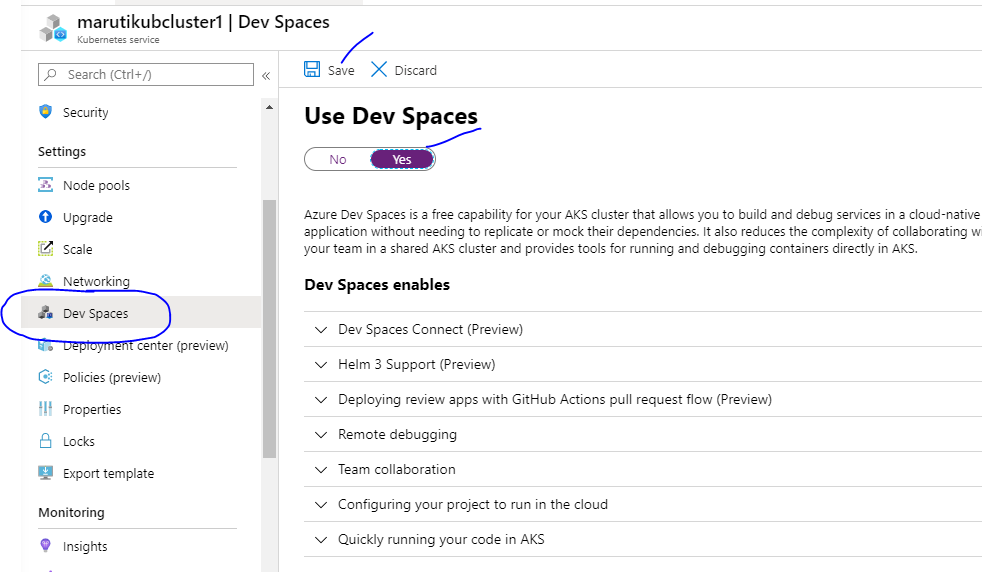 marutikubcluster1 | Dev Spaces
Kubernetes service
Search (Ctrl+/)
«
Security
Settings
Node pools
Upgrade
Scale
Networking
Dev Spaces
Deployment center (preview)
Policies (preview)
Properties
Locks
Export template
Monitoring
Insights
Save
Discard
Use Dev Spaces
No
Yes
Azure Dev Spaces is a free capability for your AKS cluster that allows you to build and debug services in a cloud-native
application without needing to replicate or mock their dependencies. It also reduces the complexity of collaborating wi
your team in a shared AKS cluster and provides tools for running and debugging containers directly in AKS.
Dev Spaces enables
Dev Spaces Connect (Preview)
Helm 3 Support (Preview)
Deploying review apps with GitHub Actions pull request flow (Preview)
Remote debugging
Team collaboration
Configuring your project to run in the cloud
Quickly running your code in AKS